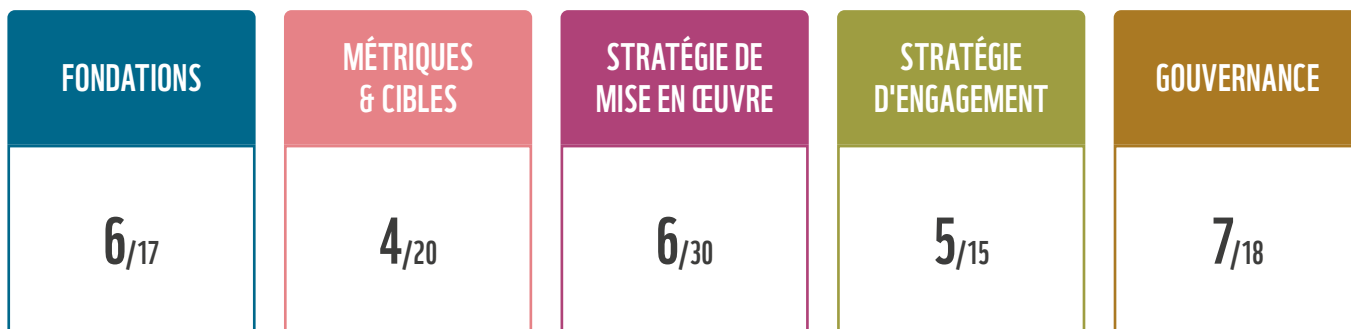 FONDATIONS
6/17
MÉTRIQUES
& CIBLES
4/20
STRATÉGIE DE
MISE EN ŒUVRE
6/30
STRATÉGIE
D'ENGAGEMENT
5/15
GOUVERNANCE
7/18